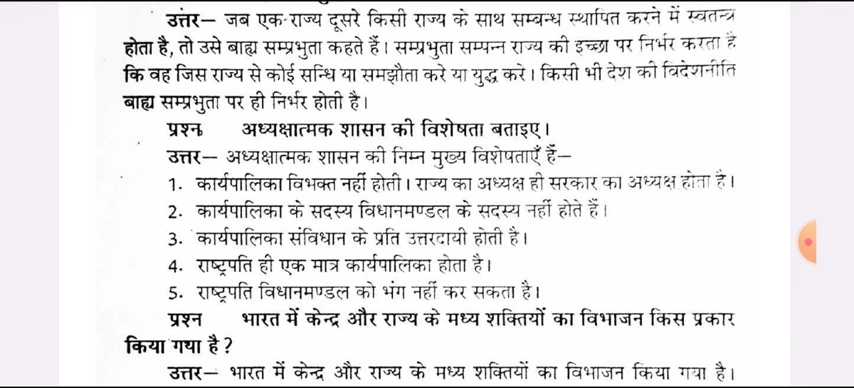 उत्तर— जब एक राज्य दूसरे किसी राज्य के साथ सम्बन्ध स्थापित करने में स्वतन्त्र
होता है, तो उसे बाह्य सम्प्रभुता कहते हैं। सम्प्रभुता सम्पन्न राज्य की इच्छा पर निर्भर करता है
कि वह जिस राज्य से कोई सन्धि या समझौता करे या युद्ध करे। किसी भी देश की विदेशनीति
बाह्य सम्प्रभुता पर ही निर्भर होती है।
प्रश्न अध्यक्षात्मक शासन की विशेषता बताइए।
उत्तर— अध्यक्षात्मक शासन की निम्न मुख्य विशेषताएँ हैं—
1. कार्यपालिका विभक्त नहीं होती। राज्य का अध्यक्ष ही सरकार का अध्यक्ष होता है।
2. कार्यपालिका के सदस्य विधानमण्डल के सदस्य नहीं होते हैं।
3. कार्यपालिका संविधान के प्रति उत्तरदायी होती है।
4. राष्ट्रपति ही एक मात्र कार्यपालिका होता है।
5. राष्ट्रपति विधानमण्डल को भंग नहीं कर सकता है।
प्रश्न भारत में केन्द्र और राज्य के मध्य शक्तियों का विभाजन किस प्रकार
किया गया है?
उत्तर— भारत में केन्द्र और राज्य के मध्य शक्तियों का विभाजन किया गया है।